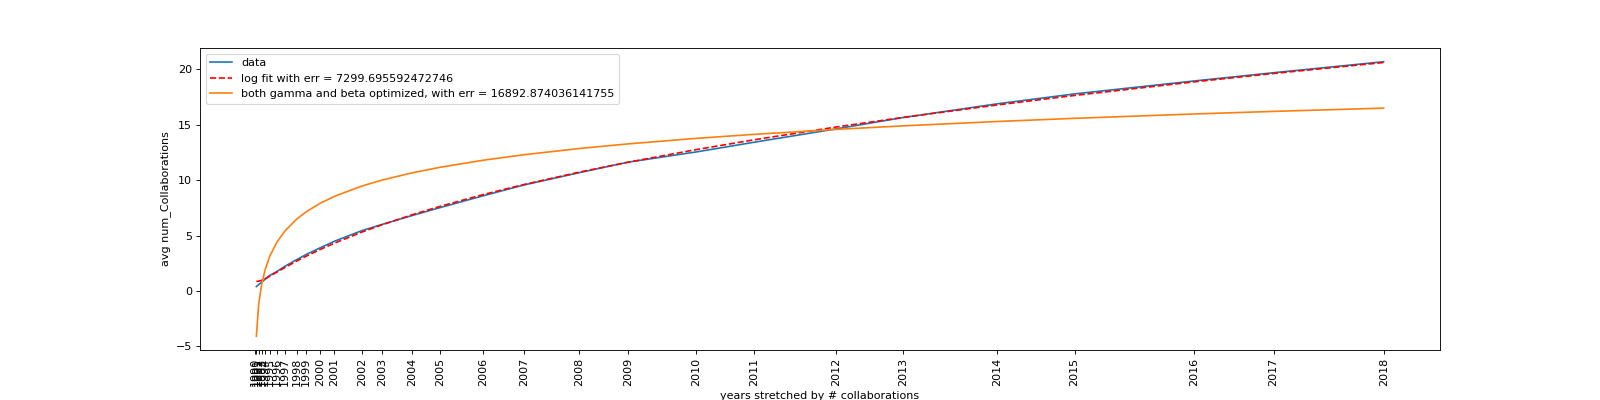 data
log fit with err = 7299.695592472746
both gamma and beta optimized, with err = 16892.874036141755
20
15
10
5
0
−5
avg num_Collaborations
1996 1997 1998 1999 2000 2001 2002 2003 2004 2005 2006 2007 2008 2009 2010 2011 2012 2013 2014 2015 2016 2017 2018
years stretched by # collaborations